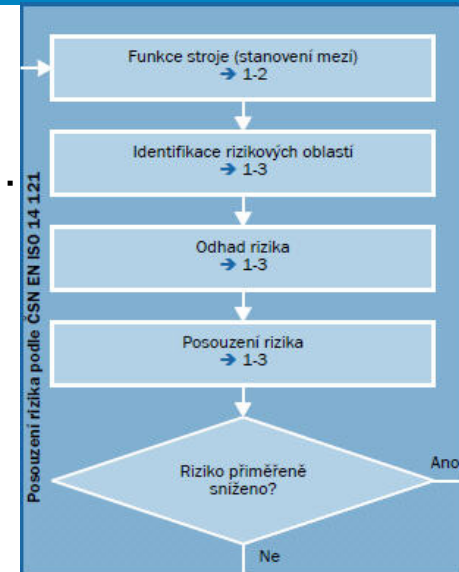 Funkce stroje (stanovení mezí)
➔ 1-2
Identifikace rizikových oblastí
➔ 1-3
Odhad rizika
➔ 1-3
Posouzení rizika
➔ 1-3
Riziko přiměřeně
sníženo?
Ano
Ne
Posouzení rizika podle ČSN EN ISO 14 121